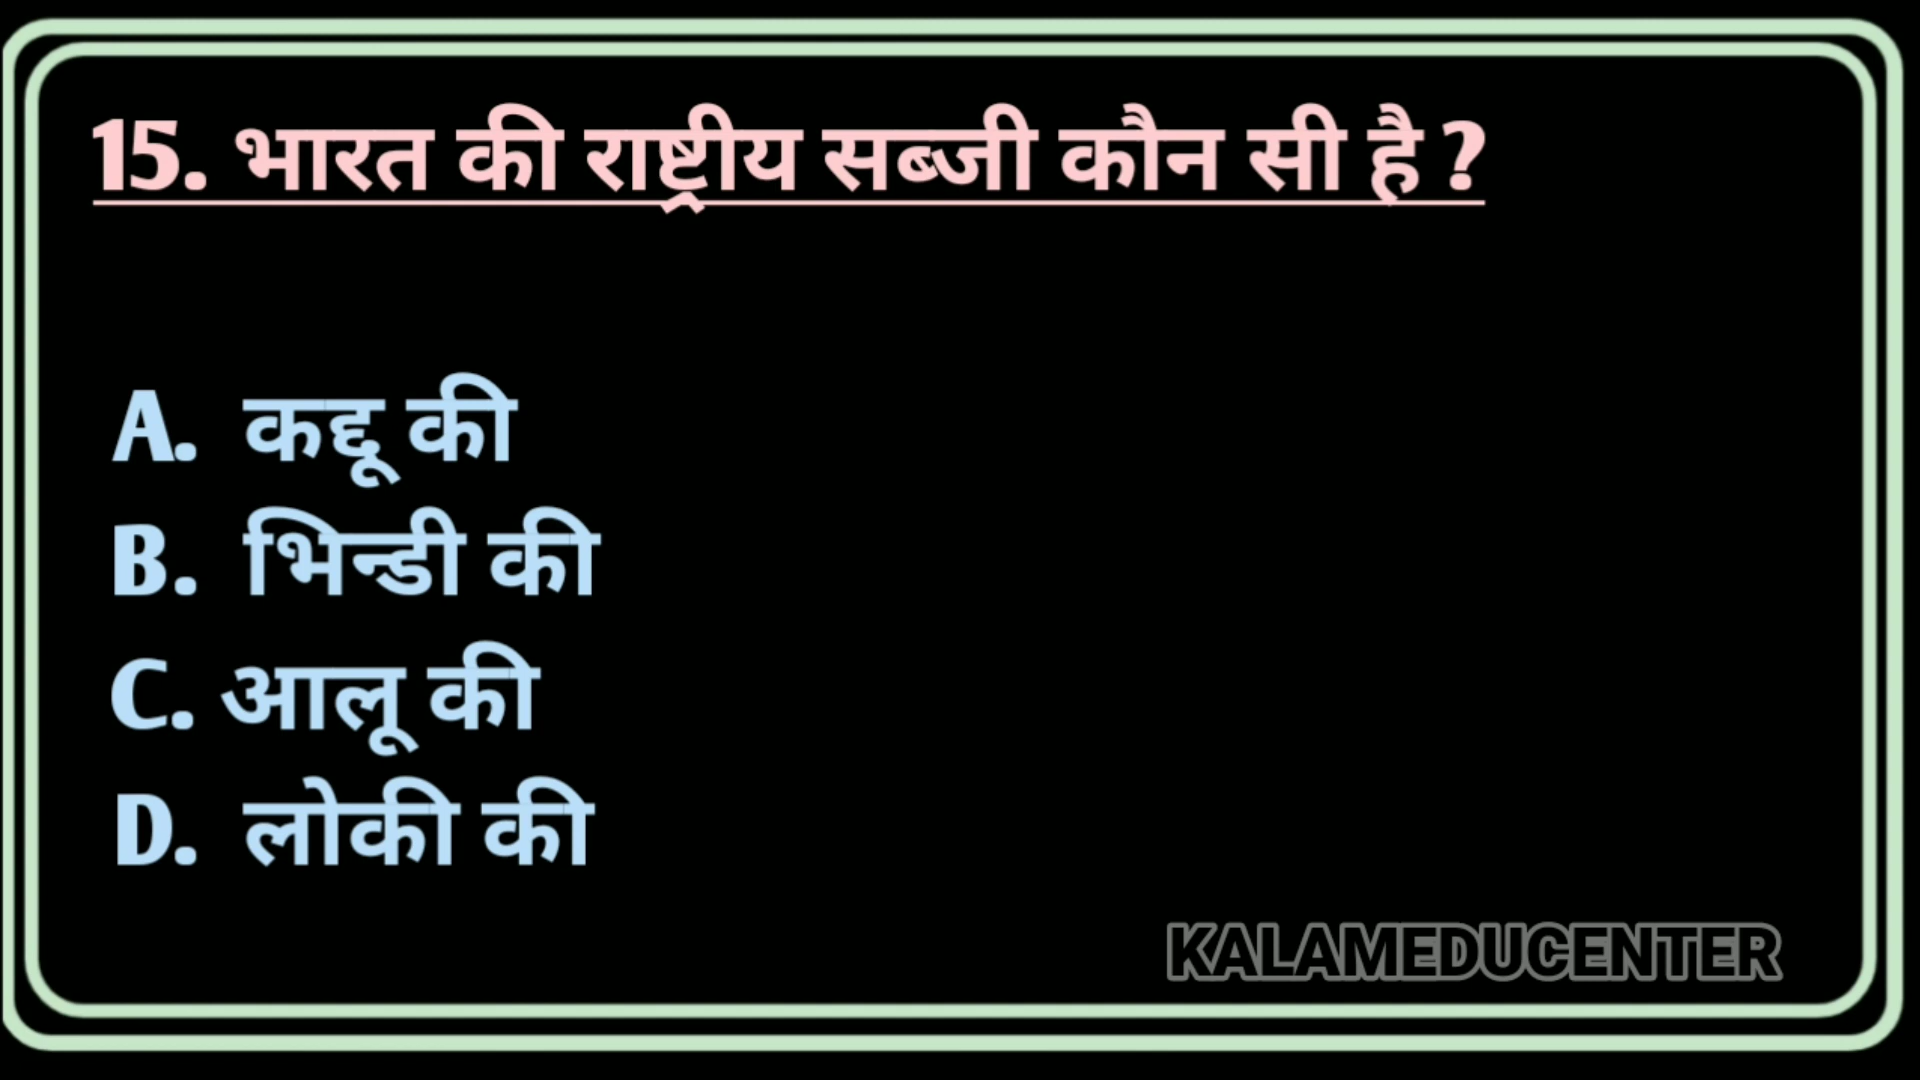 15. भारत की राष्ट्रीय सब्जी कौन सी है ?
A. कद्दू की
B. भिन्डी की
C. आलू की
D. लोकी की
KALAMEDUCENTER